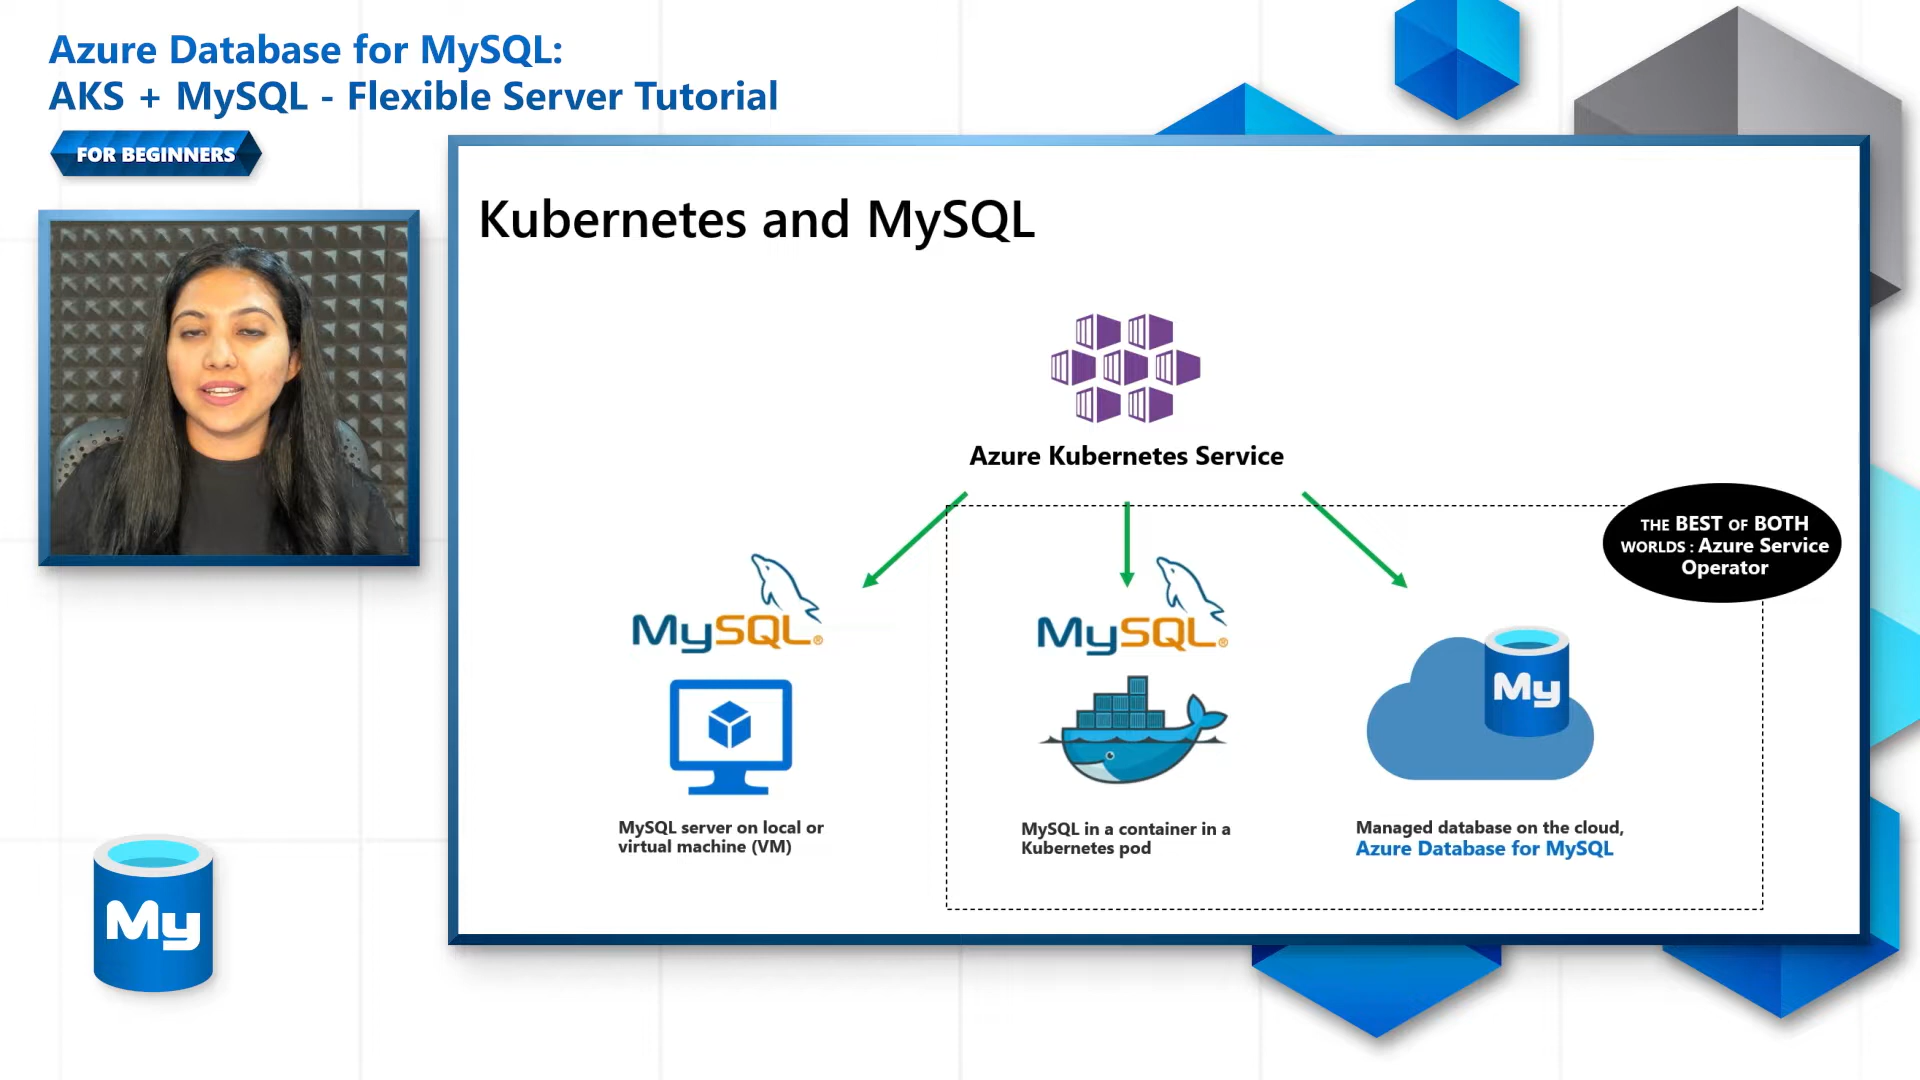 Azure Database for MySQL:
AKS + MySQL - Flexible Server Tutorial
FOR BEGINNERS
Kubernetes and MySQL
Azure Kubernetes Service
THE BEST OF BOTH
WORLDS : Azure Service
Operator
MySQL®
MySQL®
My
MySQL server on local or
virtual machine (VM)
MySQL in a container in a
Kubernetes pod
Managed database on the cloud,
Azure Database for MySQL
My